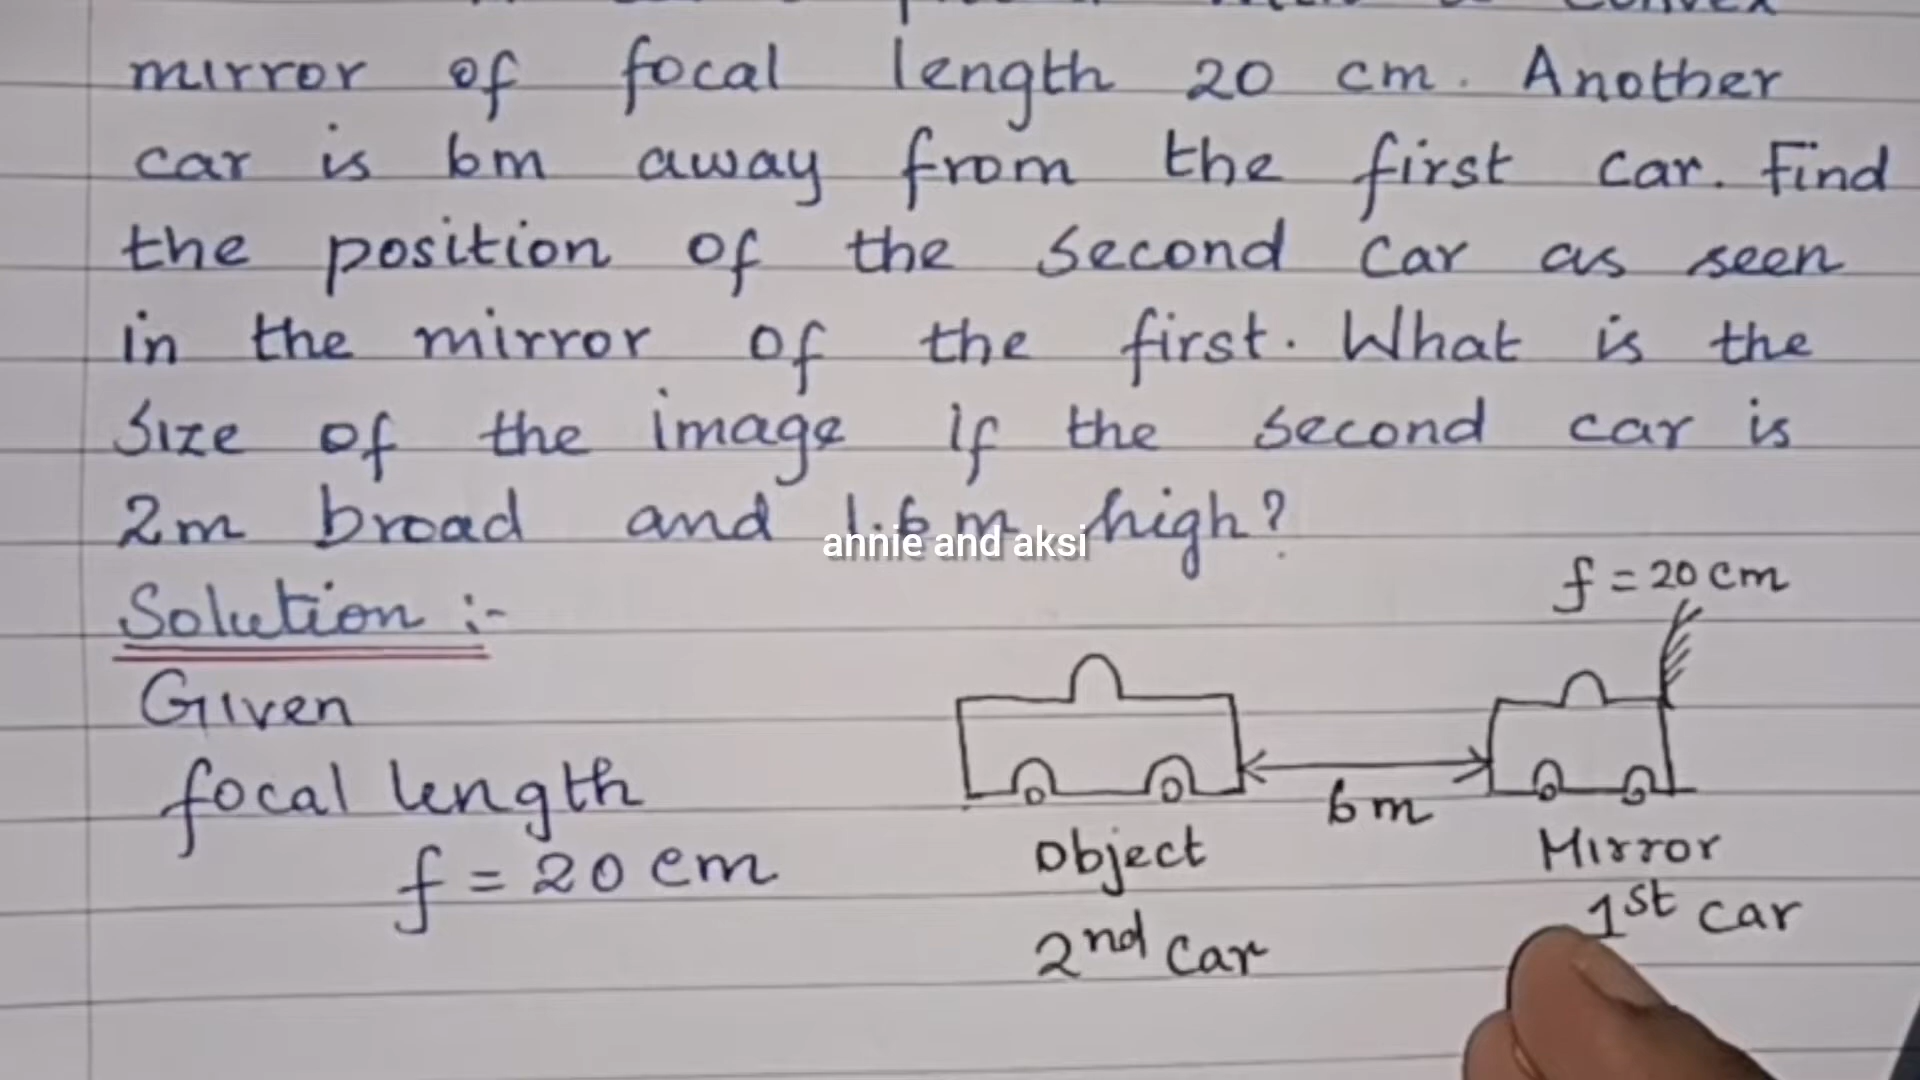 convex
mirror of focal length 20 cm. Another
car is 6m away from the first car. Find
the position of the second car as seen
in the mirror of the first. What is the
size of the image if the second car is
2m broad and 1.6m high?
annie and aksi
Solution :-
f = 20 cm
Given
focal length
6m
f = 20 cm
Object
Mirror
2nd car
1st car